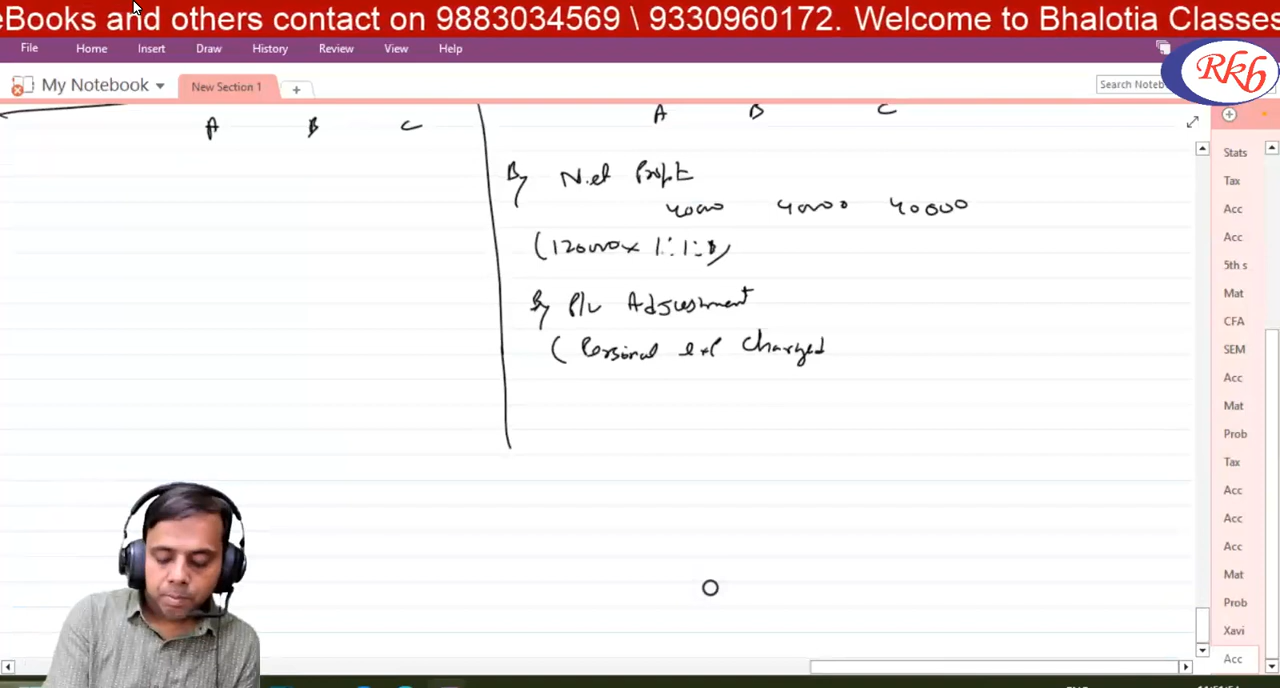 eBooks and others contact on 9883034569 \ 9330960172. Welcome to Bhalotia Classes
File Home Insert Draw History Review View Help
Rkb
My Notebook New Section 1 + Search Noteb
A B C
A B C
By Net Profit
40000 40000 40000
(120000 x 1:1:1)
By P/L Adjustment
(Personal exp charged
Stats
Tax
Acc
Acc
5th s
Mat
CFA
SEM
Acc
Mat
Prob
Tax
Acc
Acc
Acc
Mat
Prob
Xavi
Acc